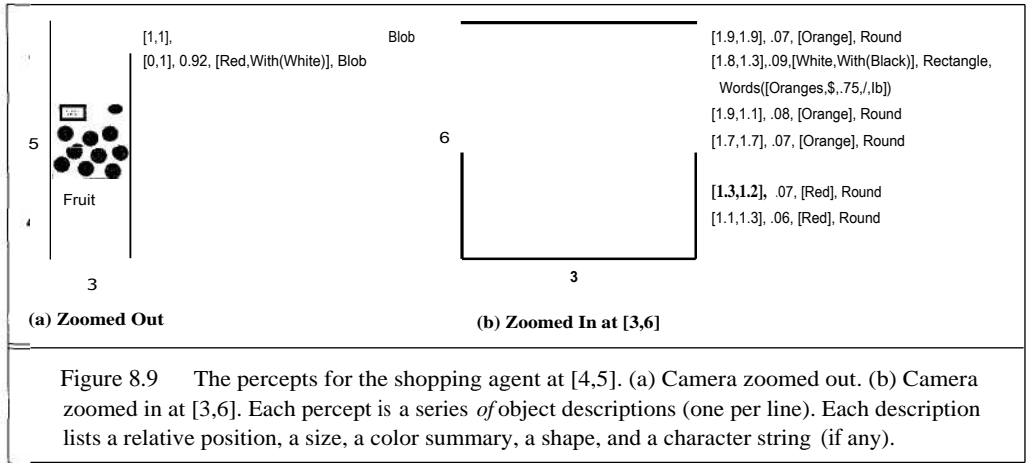 [1,1], Blob
[0,1], 0.92, [Red,With(White)], Blob
5
Fruit
3
(a) Zoomed Out
[1.9,1.9], .07, [Orange], Round
[1.8,1.3],.09,[White,With(Black)], Rectangle,
Words([Oranges,$,.75,/,lb])
[1.9,1.1], .08, [Orange], Round
[1.7,1.7], .07, [Orange], Round
[1.3,1.2], .07, [Red], Round
[1.1,1.3], .06, [Red], Round
6
3
(b) Zoomed In at [3,6]
Figure 8.9 The percepts for the shopping agent at [4,5]. (a) Camera zoomed out. (b) Camera
zoomed in at [3,6]. Each percept is a series of object descriptions (one per line). Each description
lists a relative position, a size, a color summary, a shape, and a character string (if any).